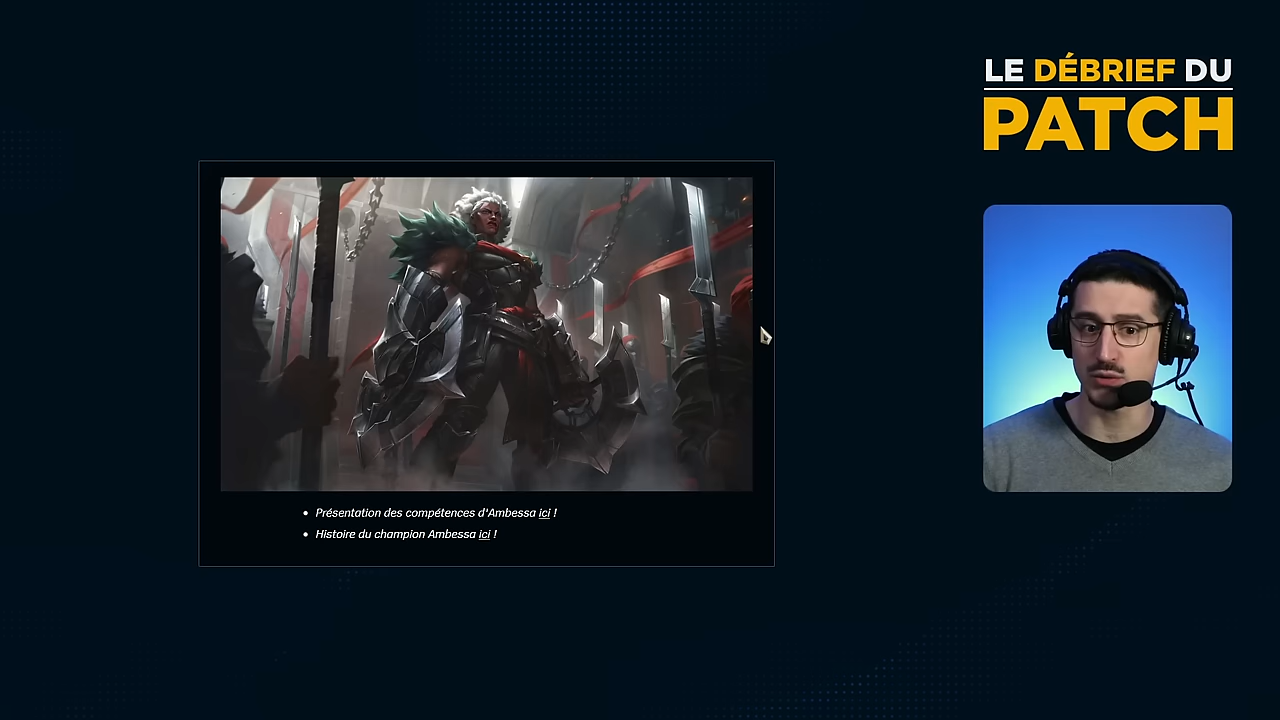 LE DÉBRIEF DU
PATCH
• Présentation des compétences d'Ambessa ici !
• Histoire du champion Ambessa ici !